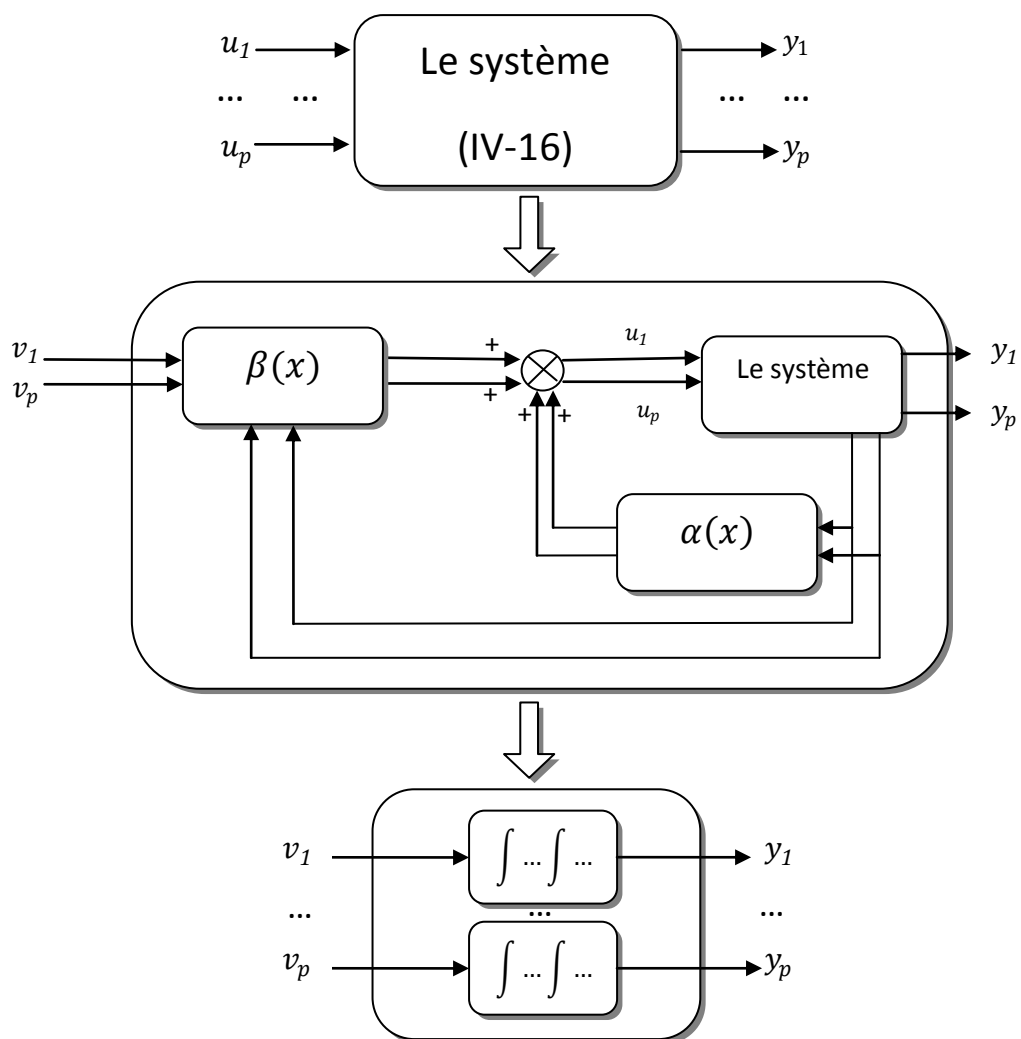 u1 Le système y1
... ... ... ...
up (IV-16) yp
v1 β(x) + u1 Le système y1
vp + up yp
+ +
α(x)
v1 ∫ ... ∫ ... y1
... ... ...
vp ∫ ... ∫ ... yp